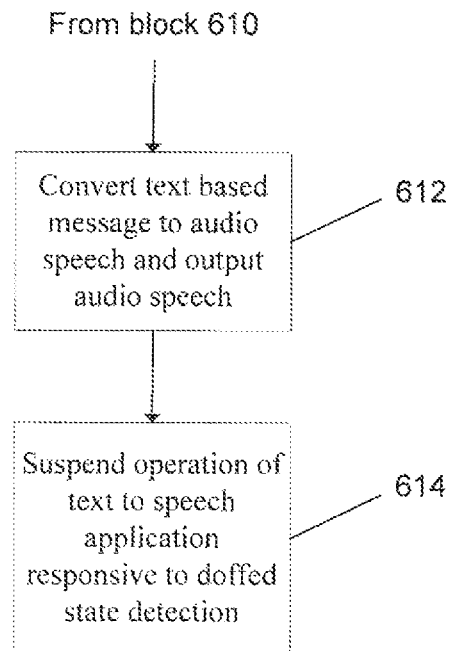 From block 610
Convert text based
message to audio
speech and output
audio speech
612
Suspend operation of
text to speech
application
responsive to doffed
state detection
614